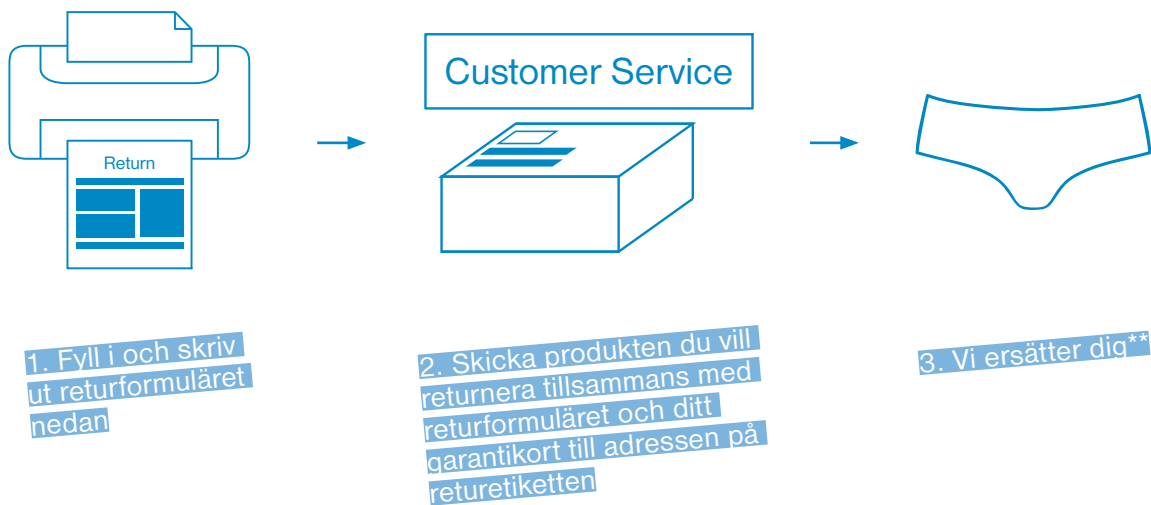 Return
Customer Service
1. Fyll i och skriv
ut returformuläret
nedan
2. Skicka produkten du vill
returnera tillsammans med
returformuläret och ditt
garantikort till adressen på
returetiketten
3. Vi ersätter dig**